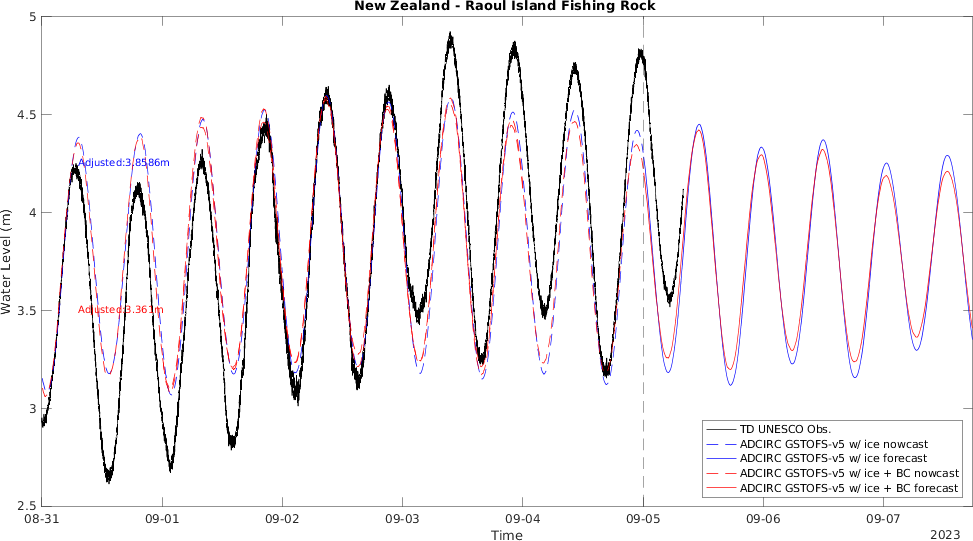 New Zealand - Raoul Island Fishing Rock
5
4.5
4
3.5
3
2.5
Water Level (m)
Adjusted:3.8586m
Adjusted:3.361m
TD UNESCO Obs.
ADCIRC GSTOFS-v5 w/ ice nowcast
ADCIRC GSTOFS-v5 w/ ice forecast
ADCIRC GSTOFS-v5 w/ ice + BC nowcast
ADCIRC GSTOFS-v5 w/ ice + BC forecast
08-31 09-01 09-02 09-03 09-04 09-05 09-06 09-07
Time
2023